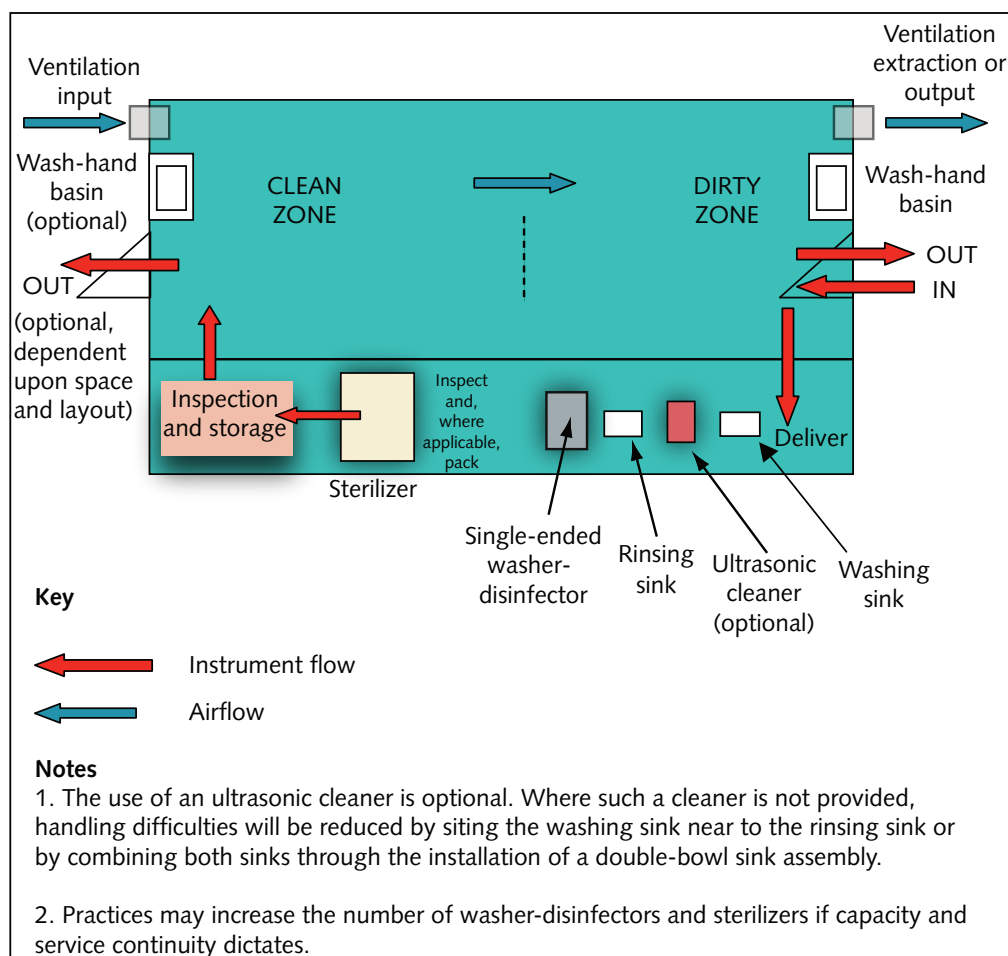 Ventilation
input
Ventilation
extraction or
output
Wash-hand
basin
(optional)
CLEAN
ZONE
DIRTY
ZONE
Wash-hand
basin
OUT
(optional,
dependent
upon space
and layout)
OUT
IN
Inspection
and storage
Sterilizer
Inspect
and,
where
applicable,
pack
Deliver
Single-ended
washer-
disinfector
Rinsing
sink
Ultrasonic
cleaner
(optional)
Washing
sink
Key
Instrument flow
Airflow
Notes
1. The use of an ultrasonic cleaner is optional. Where such a cleaner is not provided,
handling difficulties will be reduced by siting the washing sink near to the rinsing sink or
by combining both sinks through the installation of a double-bowl sink assembly.
2. Practices may increase the number of washer-disinfectors and sterilizers if capacity and
service continuity dictates.